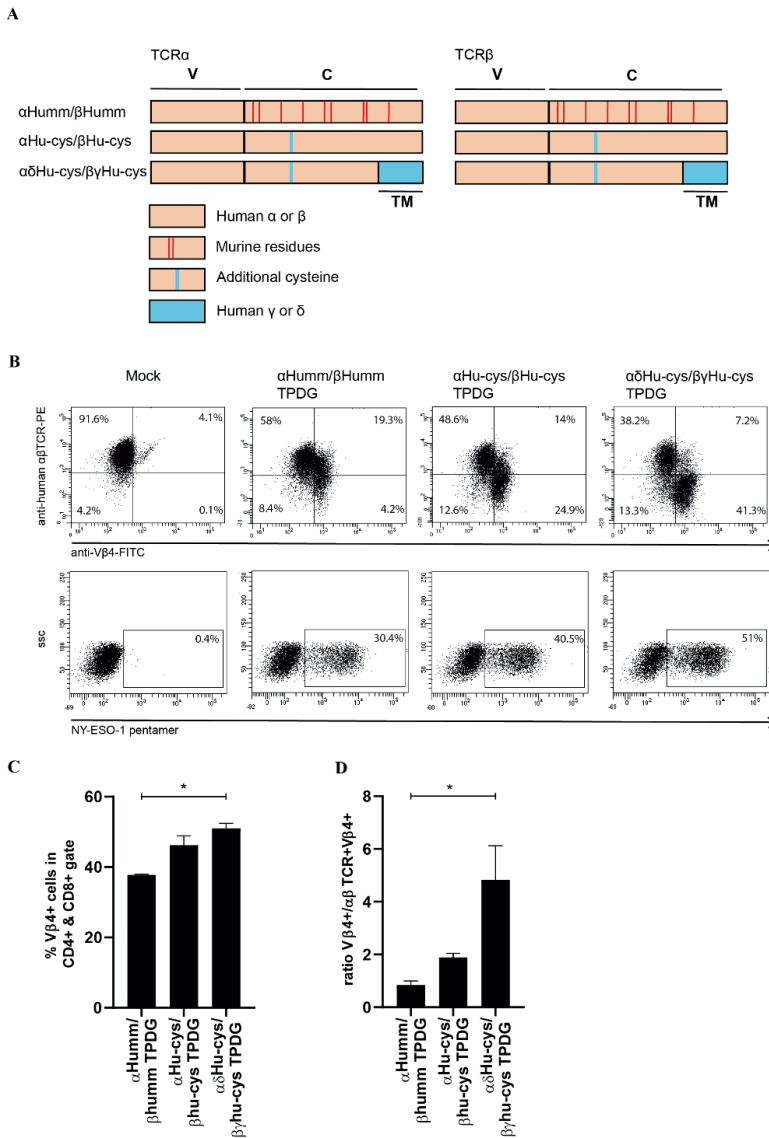 A
TCRα
V C
TCRβ
V C
αHumm/βHumm
αHu-cys/βHu-cys
αδHu-cys/βγHu-cys
TM
TM
Human α or β
Murine residues
Additional cysteine
Human γ or δ
B
Mock
αHumm/βHumm
TPDG
αHu-cys/βHu-cys
TPDG
αδHu-cys/βγHu-cys
TPDG
anti-human αβTCR-PE
91.6% 4.1%
4.2% 0.1%
58% 19.3%
8.4% 4.2%
48.6% 14%
12.6% 24.9%
38.2% 7.2%
13.3% 41.3%
anti-Vβ4-FITC
ssc
0.4%
30.4%
40.5%
51%
NY-ESO-1 pentamer
C
% Vβ4+ cells in
CD4+ & CD8+ gate
60
40
20
0
*
αHumm/
βhumm TPDG
αHu-cys/
βhu-cys TPDG
αδHu-cys/
βγhu-cys TPDG
D
ratio Vβ4+/αβ TCR+Vβ4+
8
6
4
2
0
*
αHumm/
βhumm TPDG
αHu-cys/
βhu-cys TPDG
αδHu-cys/
βγhu-cys TPDG